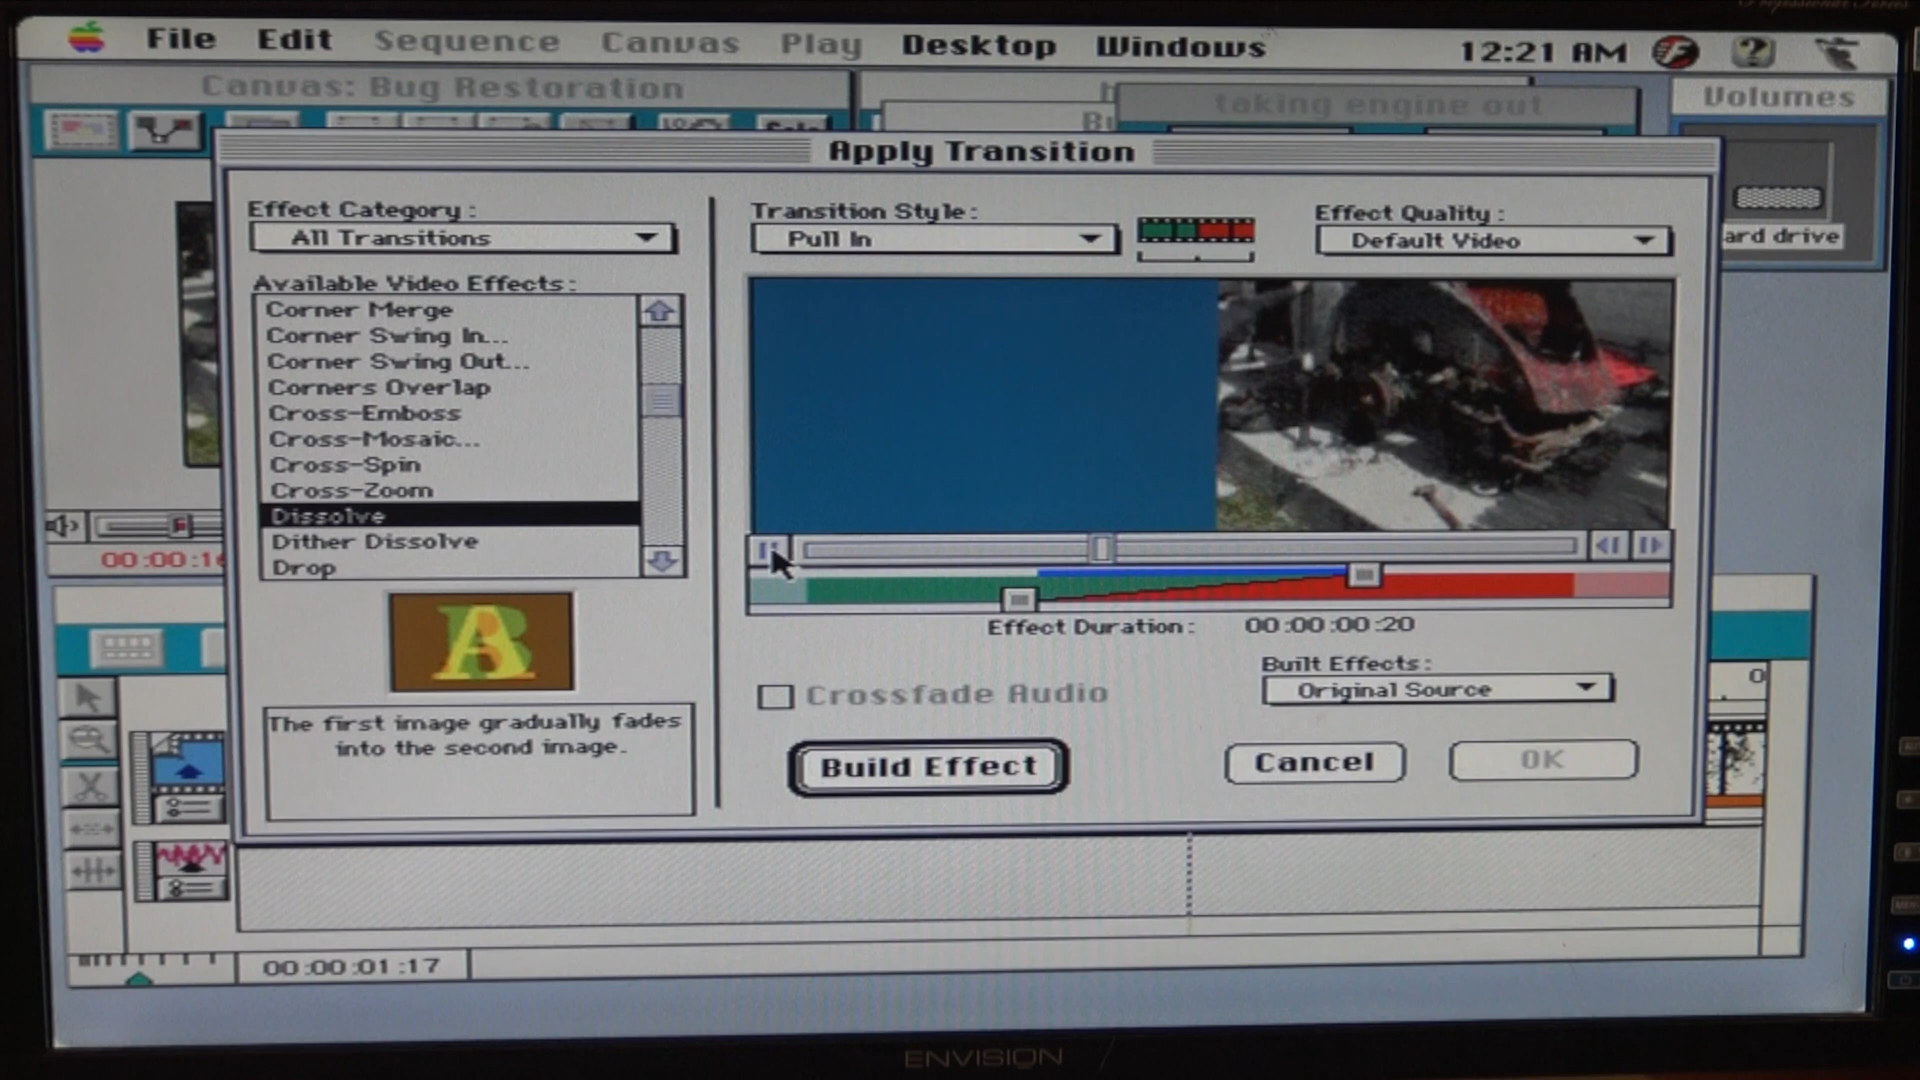 File Edit Sequence Canvas Play Desktop Windows 12:21 AM
Canvas: Bug Restoration
taking engine out
Volumes
Apply Transition
ard drive
Effect Category:
All Transitions
Transition Style:
Pull In
Effect Quality:
Default Video
Available Video Effects:
Corner Merge
Corner Swing In...
Corner Swing Out...
Corners Overlap
Cross-Emboss
Cross-Mosaic...
Cross-Spin
Cross-Zoom
Dissolve
Dither Dissolve
Drop
Effect Duration: 00:00:00:20
Built Effects:
Original Source
Crossfade Audio
The first image gradually fades
into the second image.
Build Effect
Cancel
OK
00:00:16
00:00:01:17
ENVISION